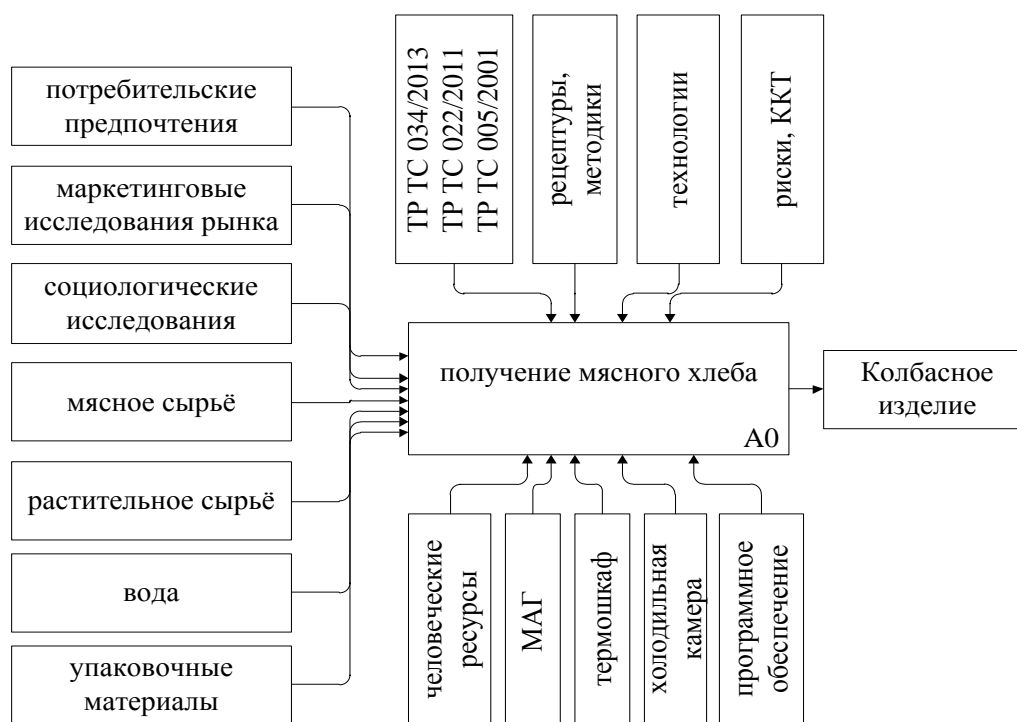 потребительские
предпочтения
маркетинговые
исследования рынка
социологические
исследования
мясное сырьё
растительное сырьё
вода
упаковочные
материалы
ТР ТС 034/2013
ТР ТС 022/2011
ТР ТС 005/2001
рецептуры,
методики
технологии
риски, ККТ
получение мясного хлеба
А0
Колбасное
изделие
человеческие
ресурсы
МАГ
термошкаф
холодильная
камера
программное
обеспечение